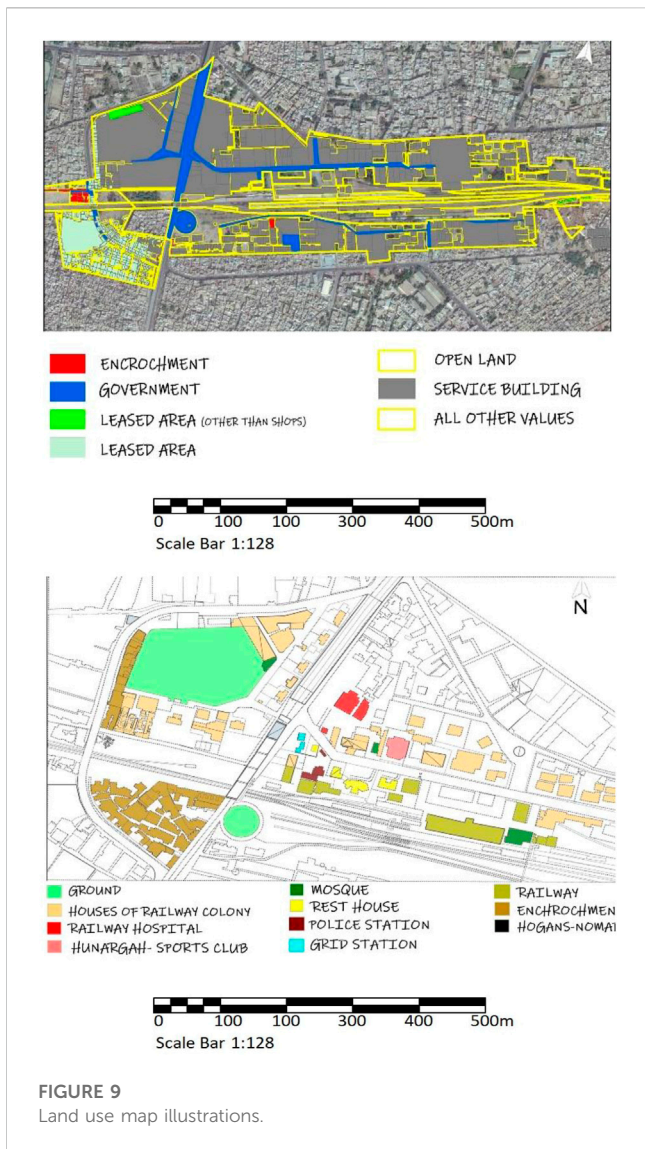 ENCROCHMENT
GOVERNMENT
LEASED AREA (OTHER THAN SHOPS)
LEASED AREA
OPEN LAND
SERVICE BUILDING
ALL OTHER VALUES
0 100 100 300 400 500m
Scale Bar 1:128
N
GROUND
HOUSES OF RAILWAY COLONY
RAILWAY HOSPITAL
HUNARGAH- SPORTS CLUB
MOSQUE
REST HOUSE
POLICE STATION
GRID STATION
RAILWAY
ENCHROCHMEN
HOGANS-NOMA
0 100 200 300 400 500m
Scale Bar 1:128
FIGURE 9
Land use map illustrations.